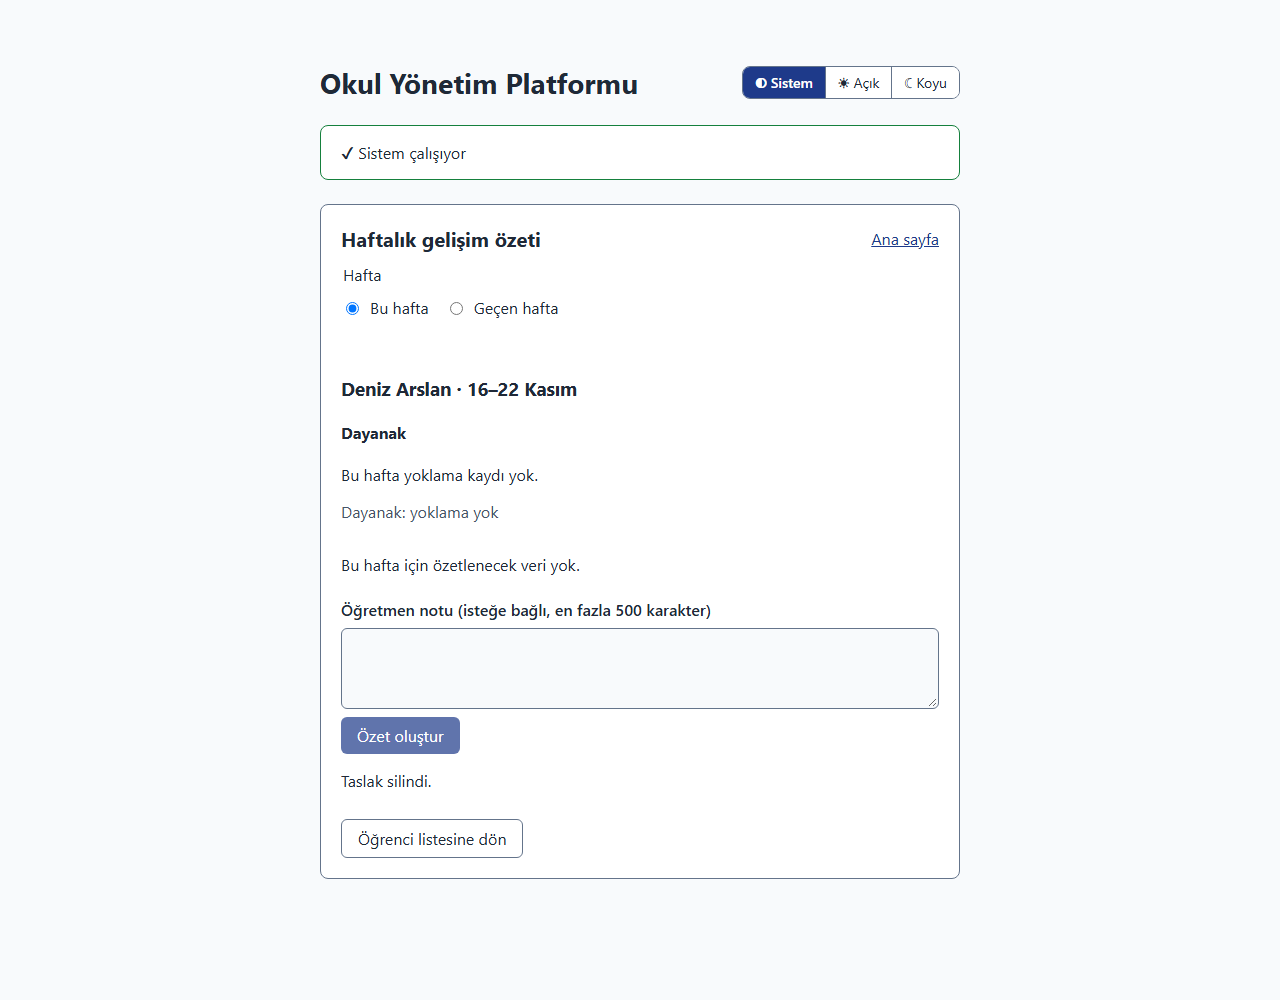 Okul Yönetim Platformu
◐ Sistem ☀ Açık ☾ Koyu
✓ Sistem çalışıyor
Haftalık gelişim özeti
Ana sayfa
Hafta
Bu hafta Geçen hafta
Deniz Arslan · 16–22 Kasım
Dayanak
Bu hafta yoklama kaydı yok.
Dayanak: yoklama yok
Bu hafta için özetlenecek veri yok.
Öğretmen notu (isteğe bağlı, en fazla 500 karakter)
Özet oluştur
Taslak silindi.
Öğrenci listesine dön